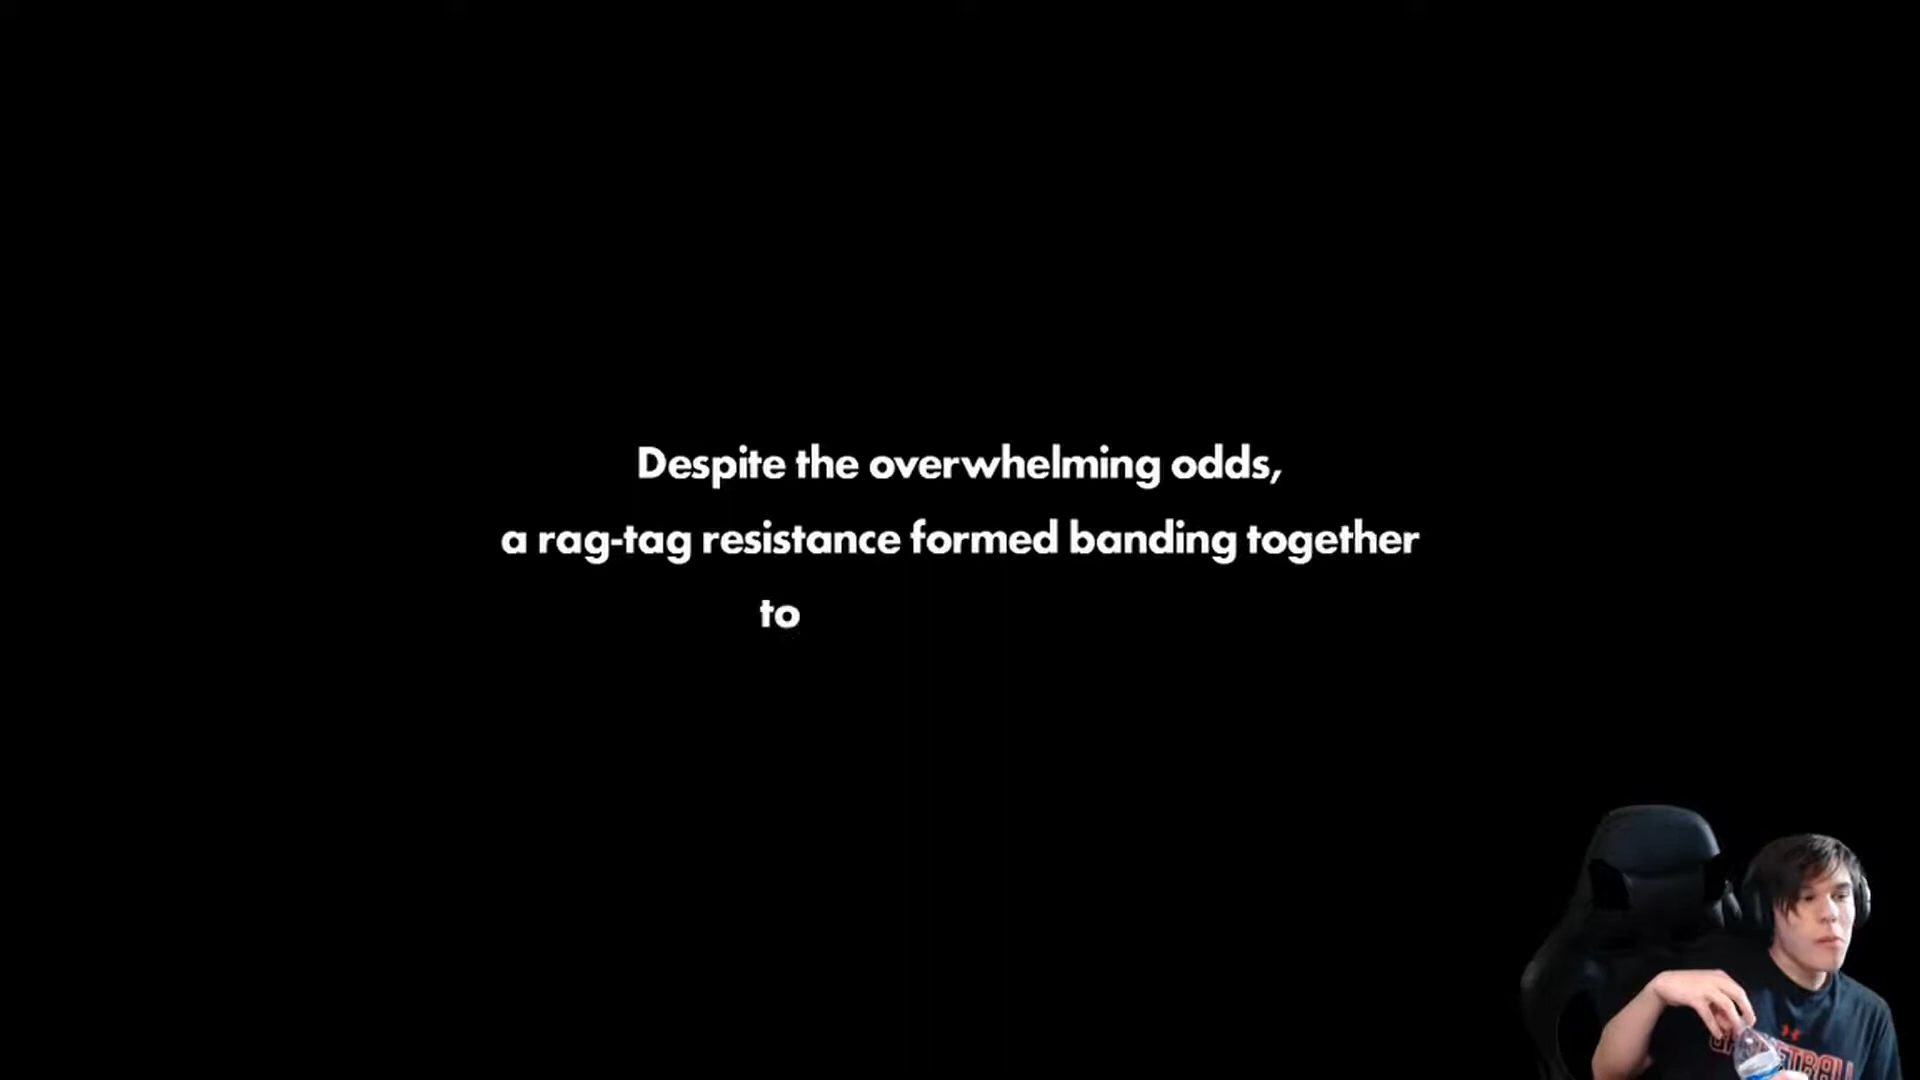 Despite the overwhelming odds,
a rag-tag resistance formed banding together
to